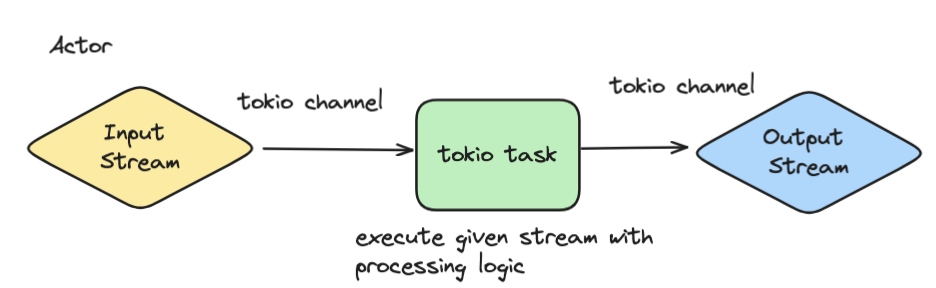 Actor
tokio channel
tokio channel
Input
Stream
tokio task
Output
Stream
execute given stream with
processing logic